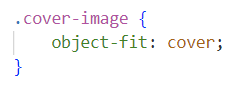 .cover-image {
    object-fit: cover;
}